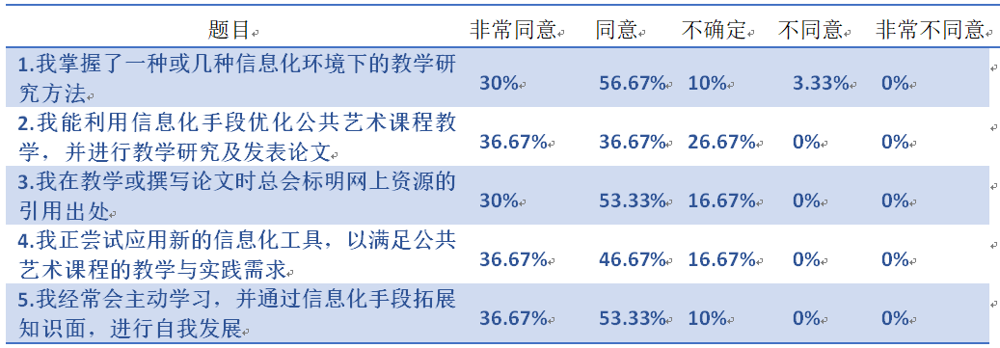 题目 非常同意 同意 不确定 不同意 非常不同意
1.我掌握了一种或几种信息化环境下的教学研
究方法 30% 56.67% 10% 3.33% 0%
2.我能利用信息化手段优化公共艺术课程教
学，并进行教学研究及发表论文 36.67% 36.67% 26.67% 0% 0%
3.我在教学或撰写论文时总会标明网上资源的
引用出处 30% 53.33% 16.67% 0% 0%
4.我正尝试应用新的信息化工具，以满足公共
艺术课程的教学与实践需求 36.67% 46.67% 16.67% 0% 0%
5.我经常会主动学习，并通过信息化手段拓展
知识面，进行自我发展 36.67% 53.33% 10% 0% 0%